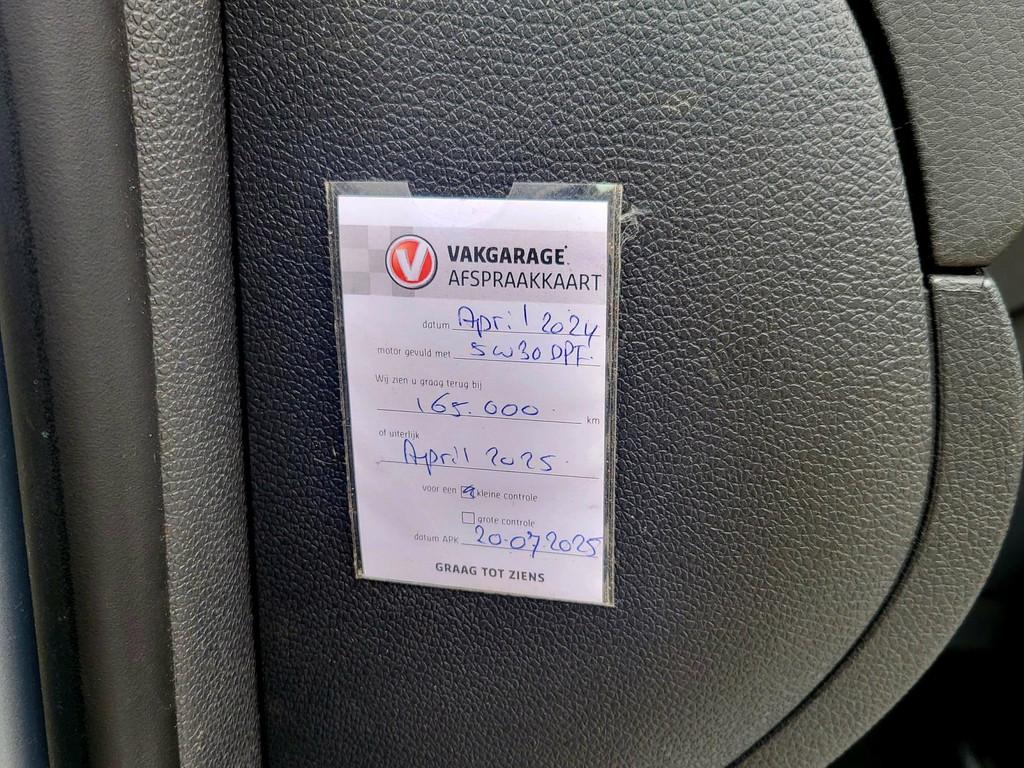 V VAKGARAGE
AFSPRAAKKAART
datum April 2024
motor gevuld met 5w30 DPF.
Wij zien u graag terug bij
165.000 km
of uiterlijk
April 2025.
voor een kleine controle
grote controle
datum APK 20-07 2025
GRAAG TOT ZIENS